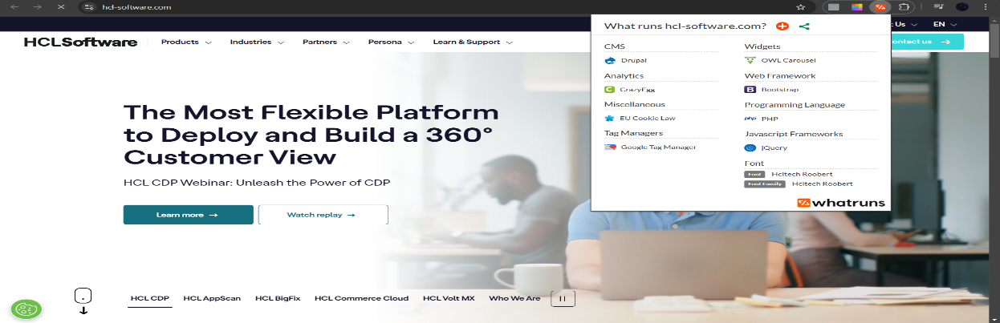 hcl-software.com
Us EN
HCLSoftware Products Industries Partners Persona Learn & Support
ontact us →
The Most Flexible Platform
to Deploy and Build a 360°
Customer View
HCL CDP Webinar: Unleash the Power of CDP
Learn more → Watch replay →
HCL CDP HCL AppScan HCL BigFix HCL Commerce Cloud HCL Volt MX Who We Are
What runs hcl-software.com?
CMS
Drupal
Analytics
CrazyEgg
Miscellaneous
EU Cookie Law
Tag Managers
Google Tag Manager
Widgets
OWL Carousel
Web Framework
B Bootstrap
Programming Language
php PHP
Javascript Frameworks
jQuery
Font
Font Hcltech Roobert
Font Family Hcltech Roobert
whatruns